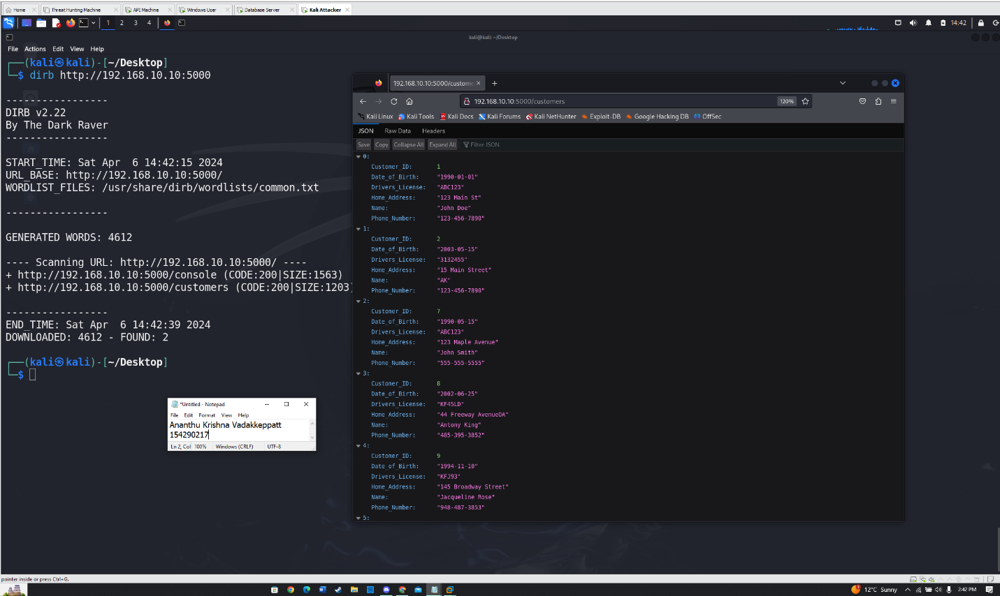 Home
Threat Hunting Machine
API Machine
Windows User
Database Server
Kali Attacker
1 2 3 4
14:42
kali@kali: ~/Desktop
File Actions Edit View Help
(kali㉿kali)-[~/Desktop]
$ dirb http://192.168.10.10:5000
-----------------
DIRB v2.22
By The Dark Raver
-----------------
START_TIME: Sat Apr  6 14:42:15 2024
URL_BASE: http://192.168.10.10:5000/
WORDLIST_FILES: /usr/share/dirb/wordlists/common.txt
-----------------
GENERATED WORDS: 4612
---- Scanning URL: http://192.168.10.10:5000/ ----
+ http://192.168.10.10:5000/console (CODE:200|SIZE:1563)
+ http://192.168.10.10:5000/customers (CODE:200|SIZE:1203)
-----------------
END_TIME: Sat Apr  6 14:42:39 2024
DOWNLOADED: 4612 - FOUND: 2
(kali㉿kali)-[~/Desktop]
$
192.168.10.10:5000/custome
192.168.10.10:5000/customers
120%
Kali Linux Kali Tools Kali Docs Kali Forums Kali NetHunter Exploit-DB Google Hacking DB OffSec
JSON Raw Data Headers
Save Copy Collapse All Expand All Filter JSON
0:
Customer_ID: 1
Date_of_Birth: "1990-01-01"
Drivers_License: "ABC123"
Home_Address: "123 Main St"
Name: "John Doe"
Phone_Number: "123-456-7890"
1:
Customer_ID: 2
Date_of_Birth: "2003-05-15"
Drivers_License: "3132455"
Home_Address: "15 Main Street"
Name: "AK"
Phone_Number: "123-456-7890"
2:
Customer_ID: 7
Date_of_Birth: "1990-05-15"
Drivers_License: "ABC123"
Home_Address: "123 Maple Avenue"
Name: "John Smith"
Phone_Number: "555-555-5555"
3:
Customer_ID: 8
Date_of_Birth: "2002-06-25"
Drivers_License: "KF45LD"
Home_Address: "44 Freeway AvenueDA"
Name: "Antony King"
Phone_Number: "485-395-3852"
4:
Customer_ID: 9
Date_of_Birth: "1994-11-10"
Drivers_License: "KFJ93"
Home_Address: "145 Broadway Street"
Name: "Jacqueline Rose"
Phone_Number: "948-487-3853"
5:
*Untitled - Notepad
File Edit Format View Help
Ananthu Krishna Vadakkeppatt
154290217
Ln 2, Col 100% Windows (CRLF) UTF-8
pointer inside or press Ctrl+G.
12°C Sunny
2:42 PM